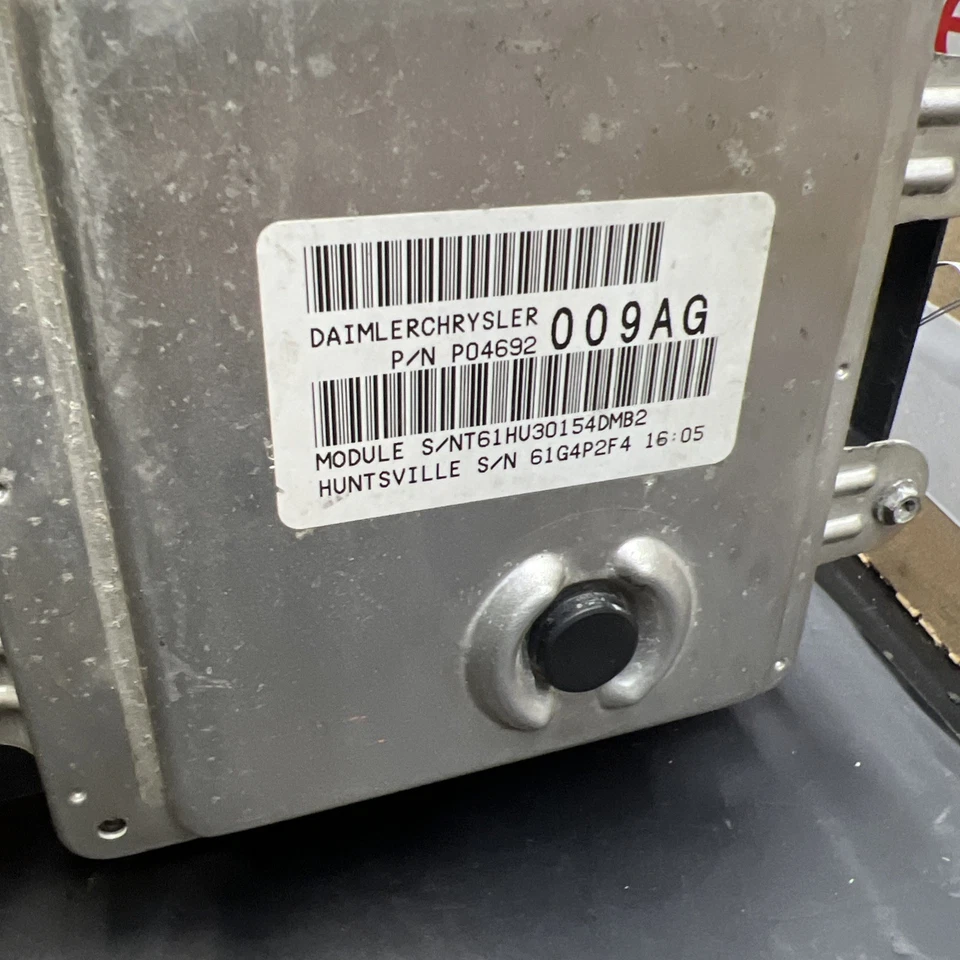 DAIMLERCHRYSLER 009AG
P/N P04692
MODULE S/NT61HU30154DMB2
HUNTSVILLE S/N 61G4P2F4 16:05